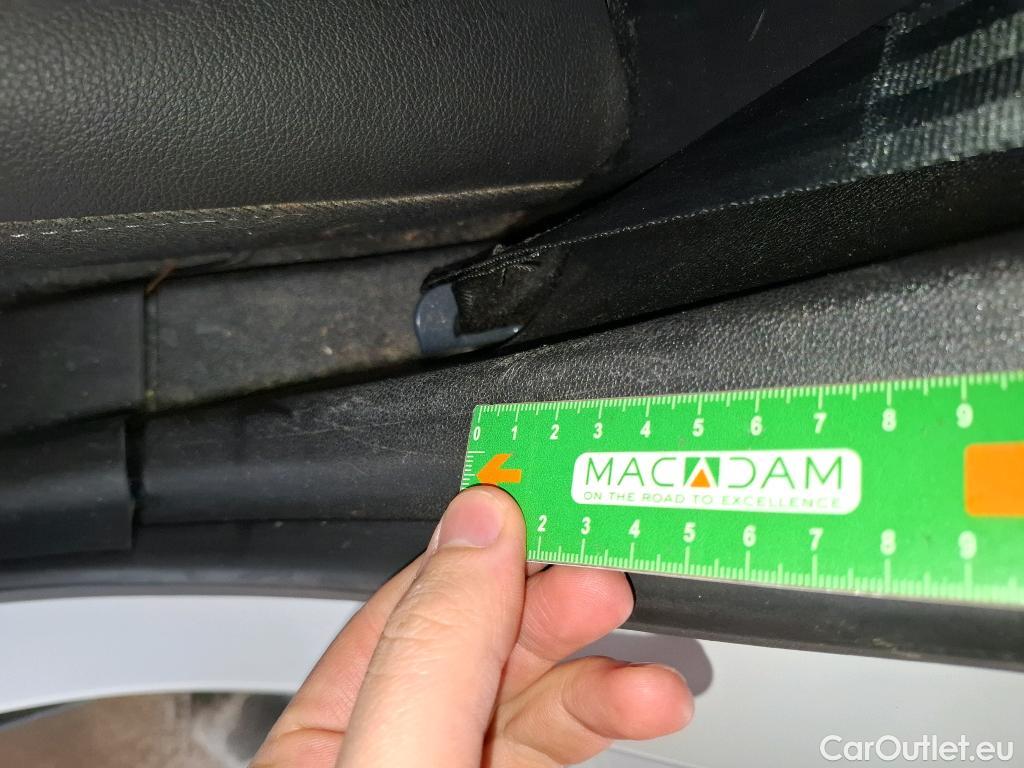 0 1 2 3 4 5 6 7 8 9
MACADAM
ON THE ROAD TO EXCELLENCE
2 3 4 5 6 7 8 9
CarOutlet.eu